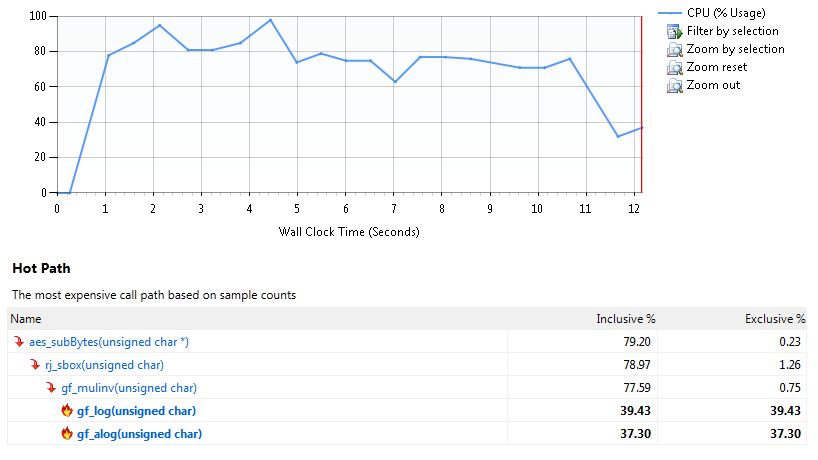 100
80
60
40
20
0
0 1 2 3 4 5 6 7 8 9 10 11 12
Wall Clock Time (Seconds)
CPU (% Usage)
Filter by selection
Zoom by selection
Zoom reset
Zoom out
Hot Path
The most expensive call path based on sample counts
Name Inclusive % Exclusive %
aes_subBytes(unsigned char *) 79.20 0.23
rj_sbox(unsigned char) 78.97 1.26
gf_mulinv(unsigned char) 77.59 0.75
gf_log(unsigned char) 39.43 39.43
gf_alog(unsigned char) 37.30 37.30